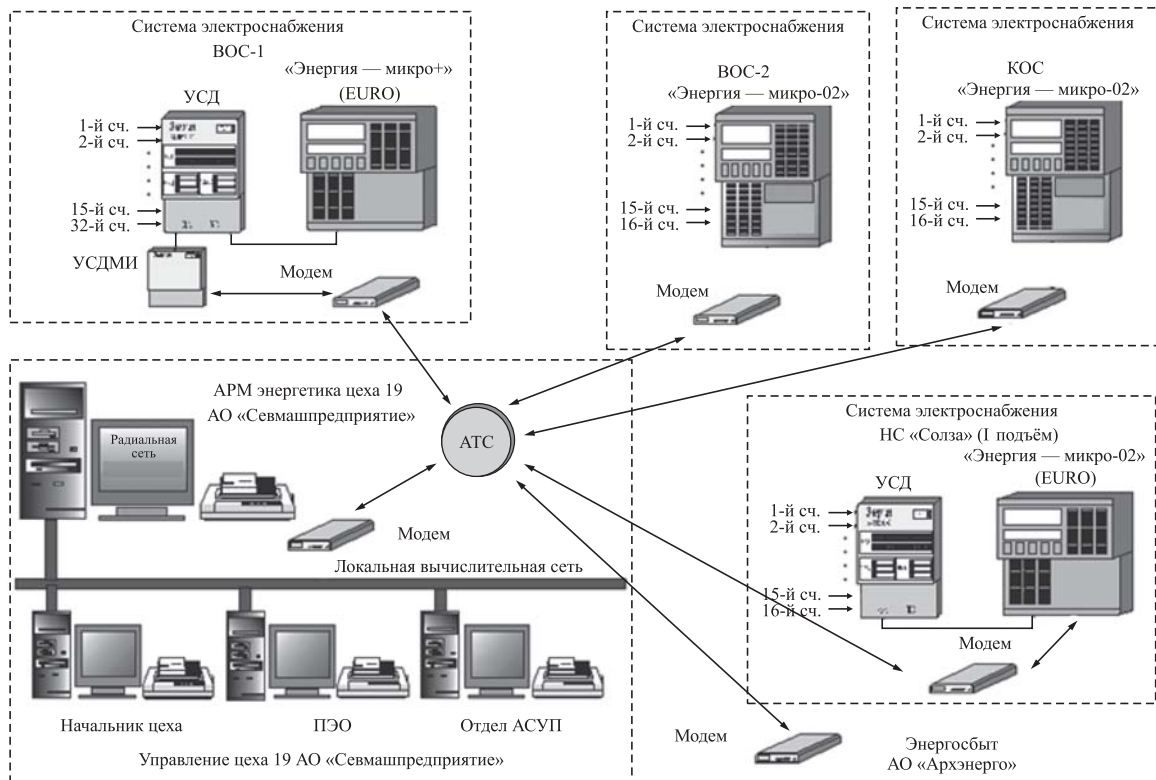 Система электроснабжения
ВОС-1
«Энергия — микро+»
(EURO)
УСД
1-й сч.
2-й сч.
15-й сч.
32-й сч.
УСДМИ
Модем
Система электроснабжения
ВОС-2
«Энергия — микро-02»
1-й сч.
2-й сч.
15-й сч.
16-й сч.
Модем
Система электроснабжения
КОС
«Энергия — микро-02»
1-й сч.
2-й сч.
15-й сч.
16-й сч.
Модем
АРМ энергетика цеха 19
АО «Севмашпредприятие»
Радиальная
сеть
АТС
Модем
Локальная вычислительная сеть
Начальник цеха
ПЭО
Отдел АСУП
Управление цеха 19 АО «Севмашпредприятие»
Система электроснабжения
НС «Солза» (I подъём)
«Энергия — микро-02»
(EURO)
УСД
1-й сч.
2-й сч.
15-й сч.
16-й сч.
Модем
Модем
Энергосбыт
АО «Архэнерго»